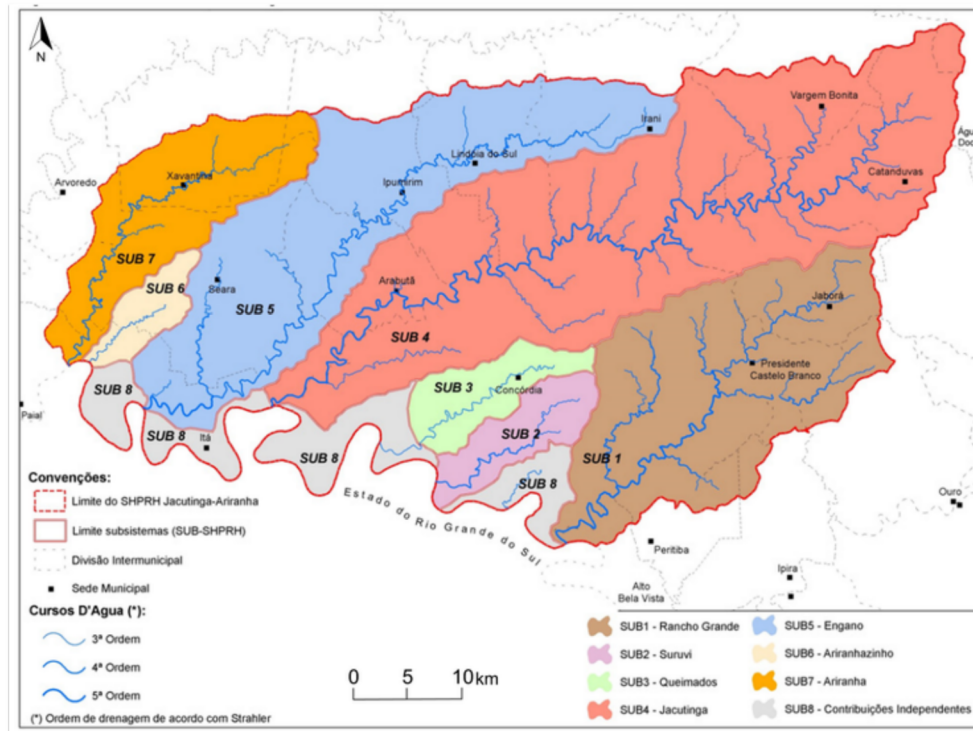 N
Vargem Bonita
Irani
Água
Doc
Lindóia do Sul
Catanduvas
Xavantina
Ipumirim
Arvoredo
SUB 7
SUB 6
Seara
SUB 5
Arabutã
Jaborá
SUB 4
Presidente
Castelo Branco
SUB 3
Concórdia
SUB 8
Paial
SUB 8
Itá
SUB 2
SUB 8
SUB 1
SUB 8
Estado do Rio Grande do Sul
Ouro
Peritiba
Ipira
Alto
Bela Vista
Convenções:
Limite do SHPRH Jacutinga-Ariranha
Limite subsistemas (SUB-SHPRH)
Divisão Intermunicipal
Sede Municipal
Cursos D'Agua (*):
3ª Ordem
4ª Ordem
5ª Ordem
(*) Ordem de drenagem de acordo com Strahler
0 5 10 km
SUB1 - Rancho Grande
SUB2 - Suruvi
SUB3 - Queimados
SUB4 - Jacutinga
SUB5 - Engano
SUB6 - Ariranhazinho
SUB7 - Ariranha
SUB8 - Contribuições Independentes